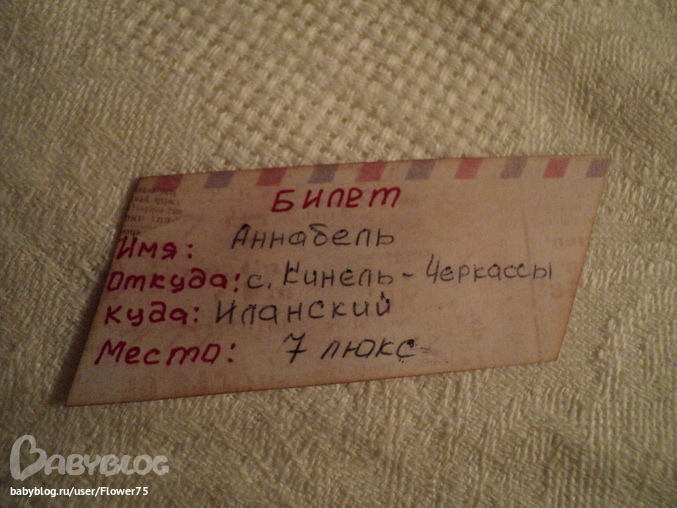 БИЛЕТ
Имя: Аннабель
Откуда: с. Кинель-Черкассы
Куда: Иланский
Место: 7 люкс
BABYBLOG
babyblog.ru/user/Flower75